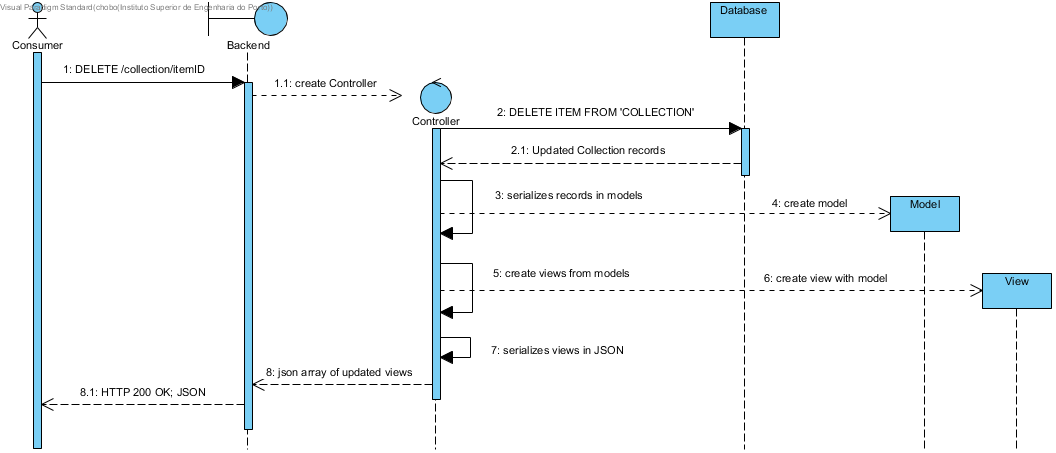 Visual Paradigm Standard(chobo(Instituto Superior de Engenharia do Porto))
Consumer
Backend
Database
1: DELETE /collection/itemID
1.1: create Controller
Controller
2: DELETE ITEM FROM 'COLLECTION'
2.1: Updated Collection records
3: serializes records in models
4: create model
Model
5: create views from models
6: create view with model
View
7: serializes views in JSON
8: json array of updated views
8.1: HTTP 200 OK; JSON